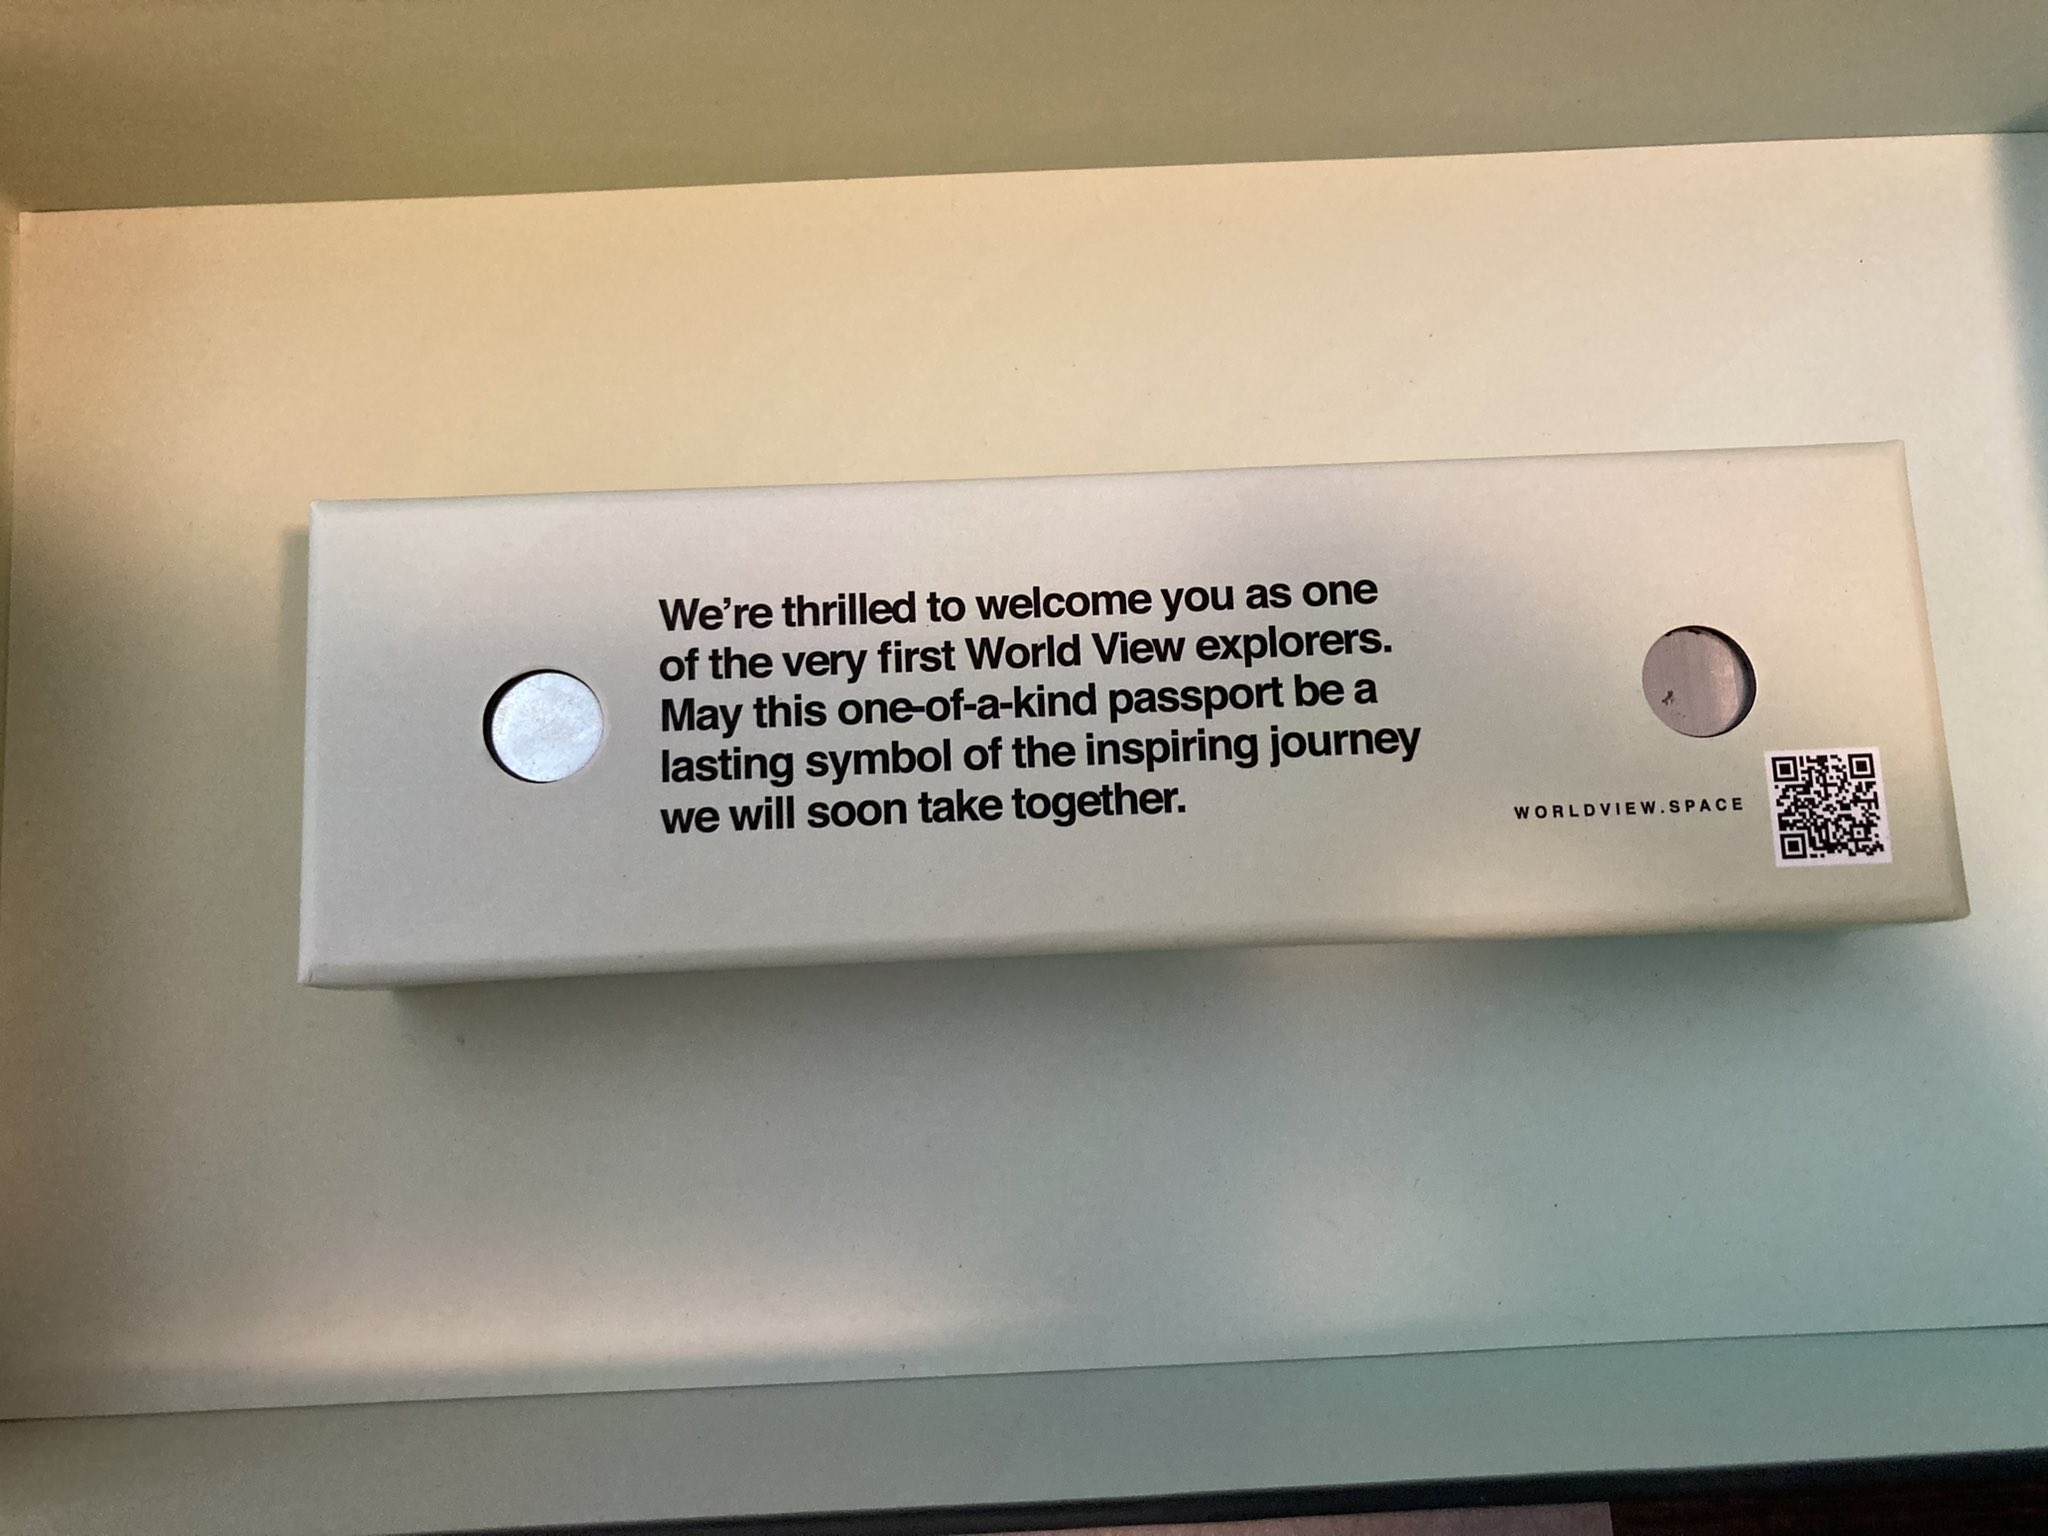 We’re thrilled to welcome you as one
of the very first World View explorers.
May this one-of-a-kind passport be a
lasting symbol of the inspiring journey
we will soon take together.
WORLDVIEW.SPACE